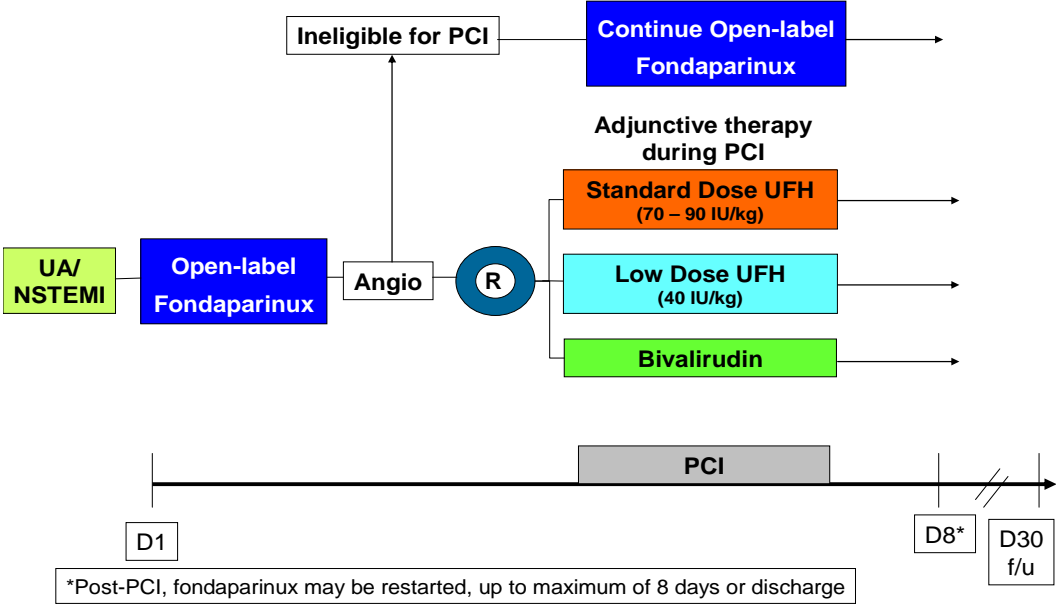 Ineligible for PCI
Continue Open-label
Fondaparinux
Adjunctive therapy
during PCI
Standard Dose UFH
(70 – 90 IU/kg)
UA/
NSTEMI
Open-label
Fondaparinux
Angio
R
Low Dose UFH
(40 IU/kg)
Bivalirudin
PCI
D1
D8*
D30
f/u
*Post-PCI, fondaparinux may be restarted, up to maximum of 8 days or discharge